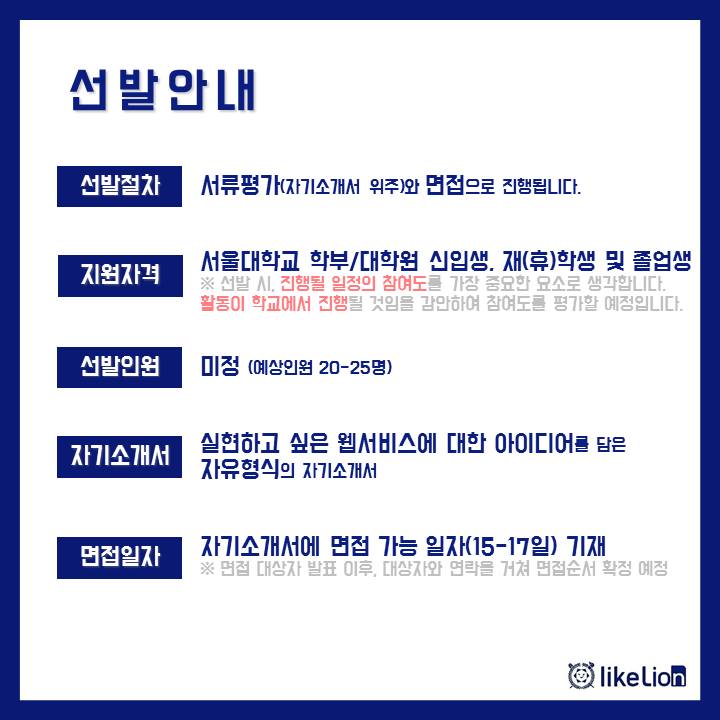 선발안내
선발절차
서류평가(자기소개서 위주)와 면접으로 진행됩니다.
지원자격
서울대학교 학부/대학원 신입생, 재(휴)학생 및 졸업생
※ 선발 시, 진행될 일정의 참여도를 가장 중요한 요소로 생각합니다.
활동이 학교에서 진행될 것임을 감안하여 참여도를 평가할 예정입니다.
선발인원
미정 (예상인원 20-25명)
자기소개서
실현하고 싶은 웹서비스에 대한 아이디어를 담은
자유형식의 자기소개서
면접일자
자기소개서에 면접 가능 일자(15-17일) 기재
※ 면접 대상자 발표 이후, 대상자와 연락을 거쳐 면접순서 확정 예정
likeLion